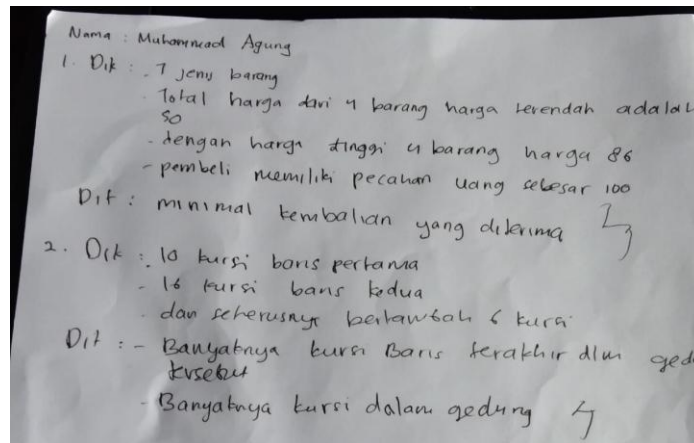 Nama : Muhammad Agung
1. Dik : - 7 jenis barang
- Total harga dari 4 barang harga terendah adalah
50
- dengan harga tinggi 4 barang harga 86
- pembeli memiliki pecahan uang sebesar 100
Dit : minimal kembalian yang diterima
2. Dik : - 10 kursi baris pertama
- 16 kursi baris kedua
- dan seterusnya bertambah 6 kursi
Dit : - Banyaknya kursi Baris terakhir dlm ged
tersebut
- Banyaknya kursi dalam gedung